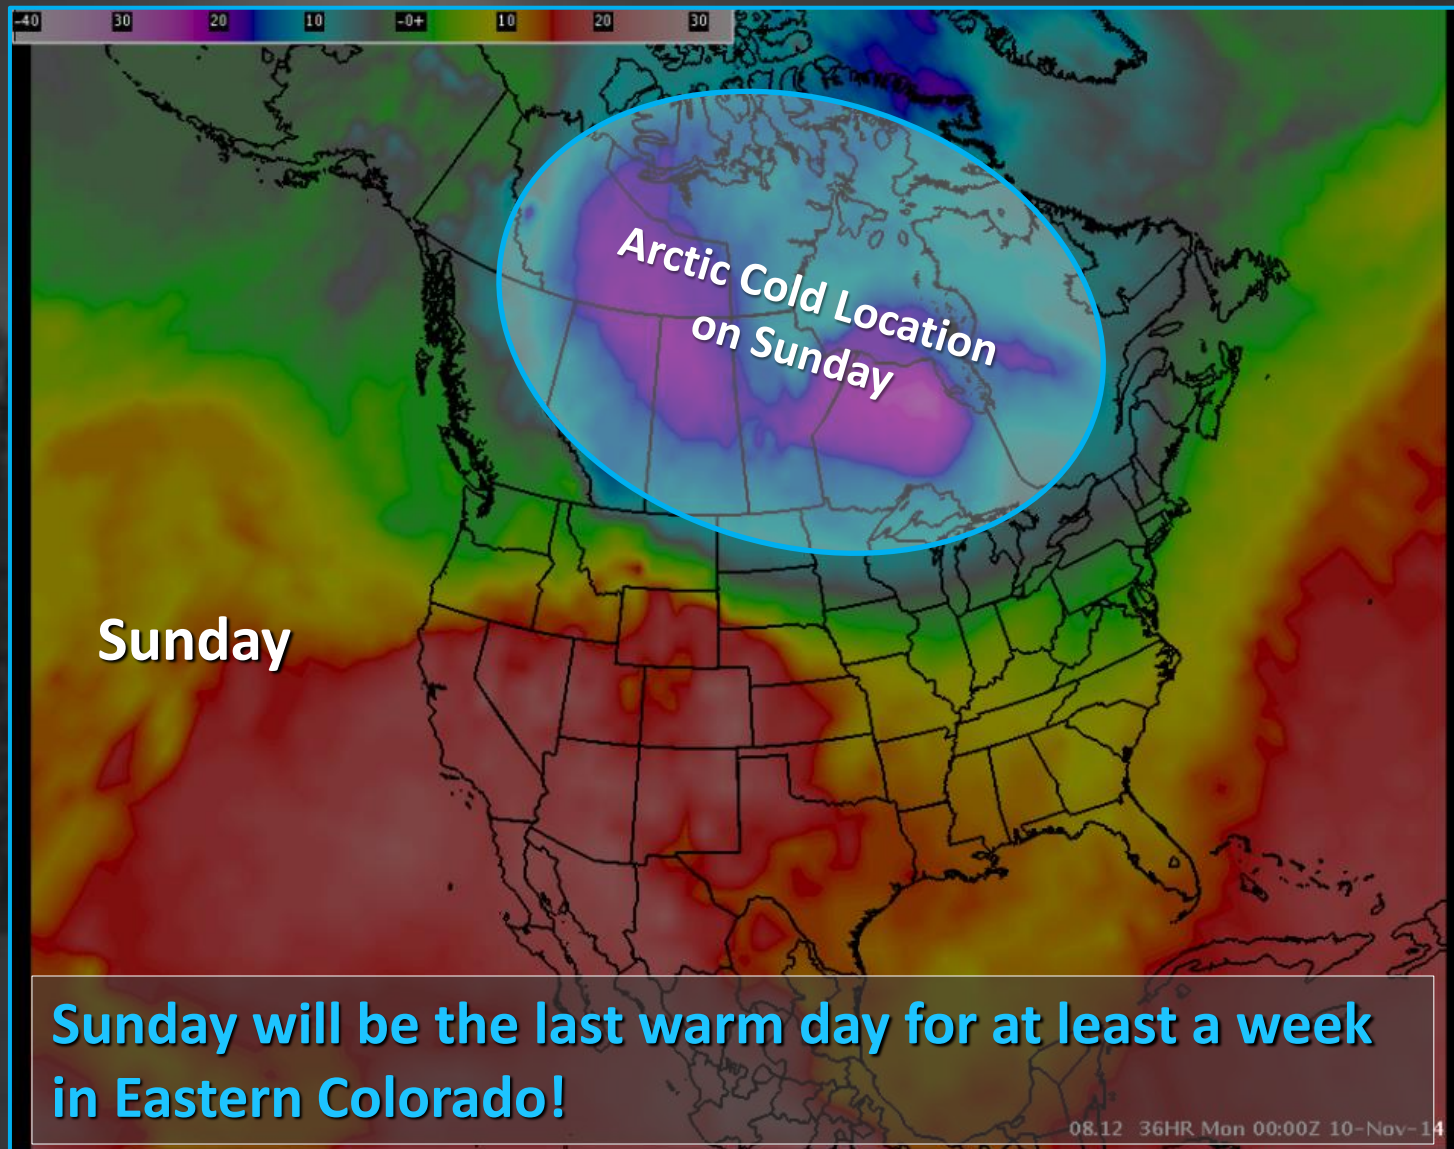 -40 30 20 10 -0+ 10 20 30
Arctic Cold Location
on Sunday
Sunday
Sunday will be the last warm day for at least a week
in Eastern Colorado!
08.12 36HR Mon 00:00Z 10-Nov-14